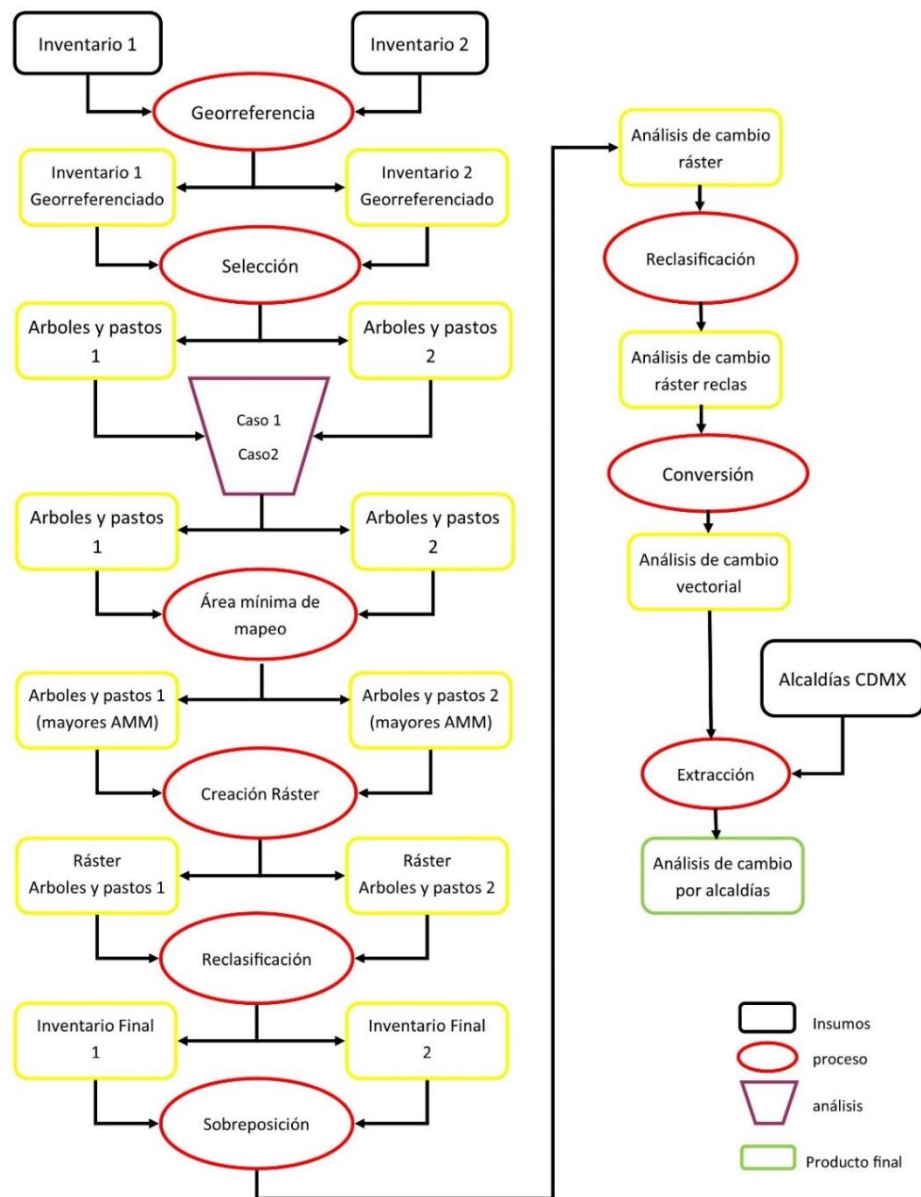 Inventario 1
Inventario 2
Georreferencia
Inventario 1
Georreferenciado
Inventario 2
Georreferenciado
Selección
Arboles y pastos
1
Arboles y pastos
2
Caso 1
Caso2
Arboles y pastos
1
Arboles y pastos
2
Área mínima de
mapeo
Arboles y pastos 1
(mayores AMM)
Arboles y pastos 2
(mayores AMM)
Creación Ráster
Ráster
Arboles y pastos 1
Ráster
Arboles y pastos 2
Reclasificación
Inventario Final
1
Inventario Final
2
Sobreposición
Análisis de cambio
ráster
Reclasificación
Análisis de cambio
ráster reclas
Conversión
Análisis de cambio
vectorial
Alcaldías CDMX
Extracción
Análisis de cambio
por alcaldías
Insumos
proceso
análisis
Producto final